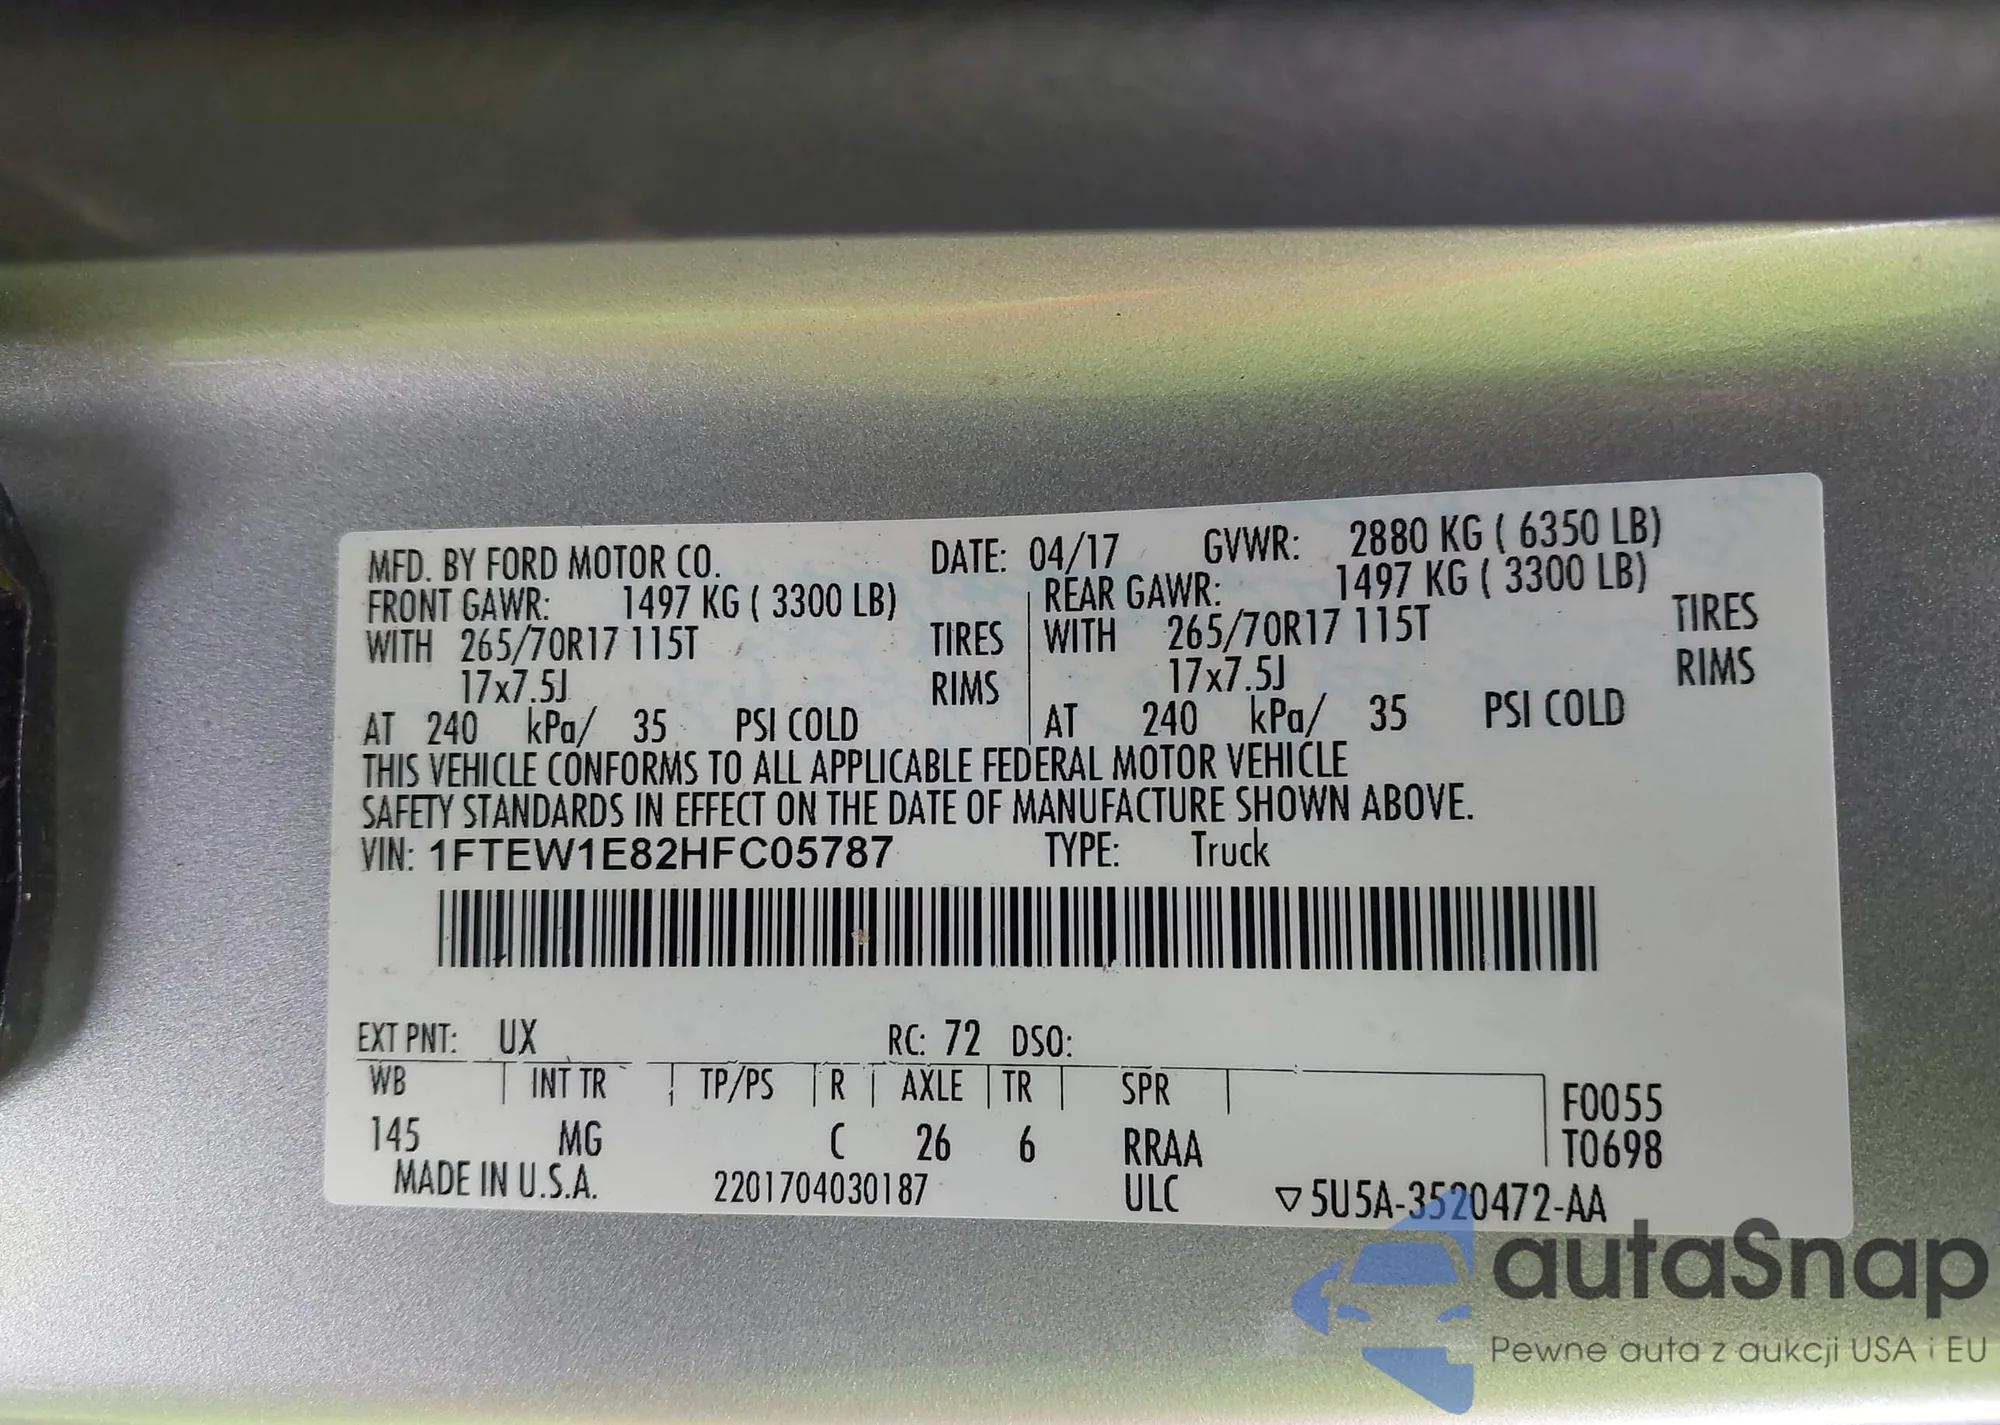 MFD. BY FORD MOTOR CO. DATE: 04/17 GVWR: 2880 KG ( 6350 LB)
FRONT GAWR: 1497 KG ( 3300 LB) REAR GAWR: 1497 KG ( 3300 LB)
WITH 265/70R17 115T TIRES WITH 265/70R17 115T TIRES
17x7.5J RIMS 17x7.5J RIMS
AT 240 kPa/ 35 PSI COLD AT 240 kPa/ 35 PSI COLD
THIS VEHICLE CONFORMS TO ALL APPLICABLE FEDERAL MOTOR VEHICLE
SAFETY STANDARDS IN EFFECT ON THE DATE OF MANUFACTURE SHOWN ABOVE.
VIN: 1FTEW1E82HFC05787 TYPE: Truck
EXT PNT: UX RC: 72 DSO:
WB INT TR TP/PS R AXLE TR SPR F0055
145 MG C 26 6 RRAA T0698
MADE IN U.S.A. 2201704030187 ULC ▽5U5A-3520472-AA
autaSnap
Pewne auta z aukcji USA i EU